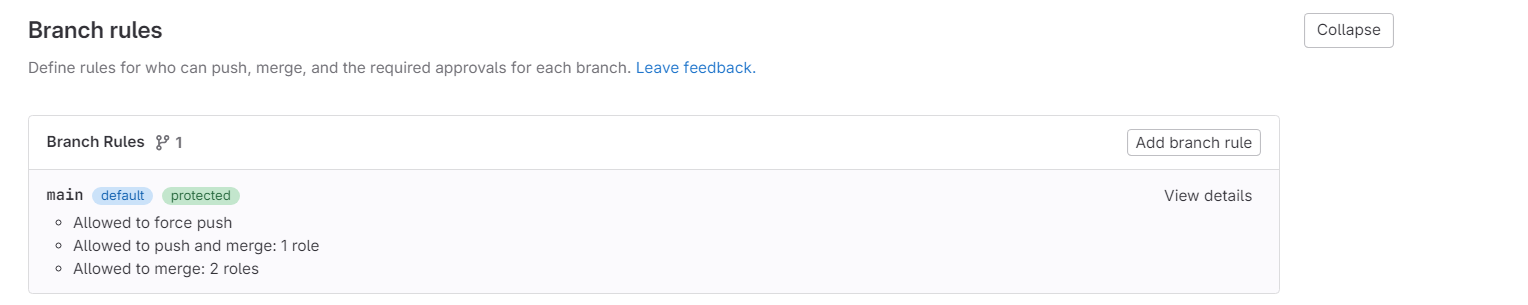 Branch rules
Collapse
Define rules for who can push, merge, and the required approvals for each branch. Leave feedback.
Branch Rules 1
Add branch rule
main default protected
View details
Allowed to force push
Allowed to push and merge: 1 role
Allowed to merge: 2 roles